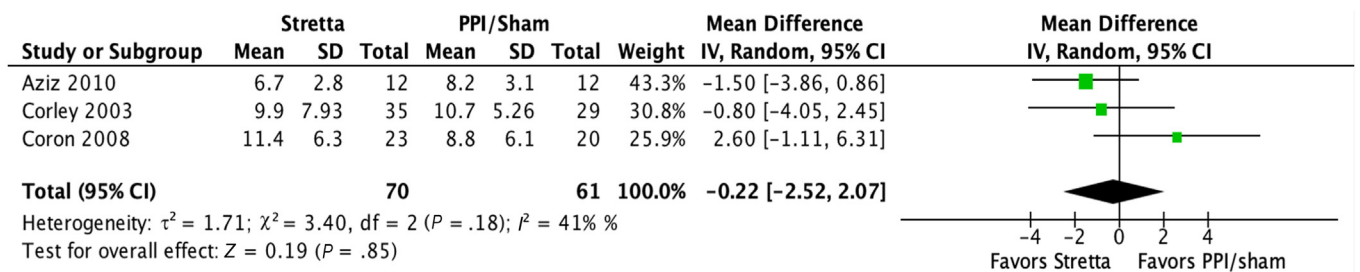 Stretta PPI/Sham Mean Difference Mean Difference
Study or Subgroup Mean SD Total Mean SD Total Weight IV, Random, 95% CI IV, Random, 95% CI
Aziz 2010 6.7 2.8 12 8.2 3.1 12 43.3% −1.50 [−3.86, 0.86]
Corley 2003 9.9 7.93 35 10.7 5.26 29 30.8% −0.80 [−4.05, 2.45]
Coron 2008 11.4 6.3 23 8.8 6.1 20 25.9% 2.60 [−1.11, 6.31]
Total (95% CI) 70 61 100.0% −0.22 [−2.52, 2.07]
Heterogeneity: τ² = 1.71; χ² = 3.40, df = 2 (P = .18); I² = 41% %
Test for overall effect: Z = 0.19 (P = .85)
−4 −2 0 2 4
Favors Stretta Favors PPI/sham